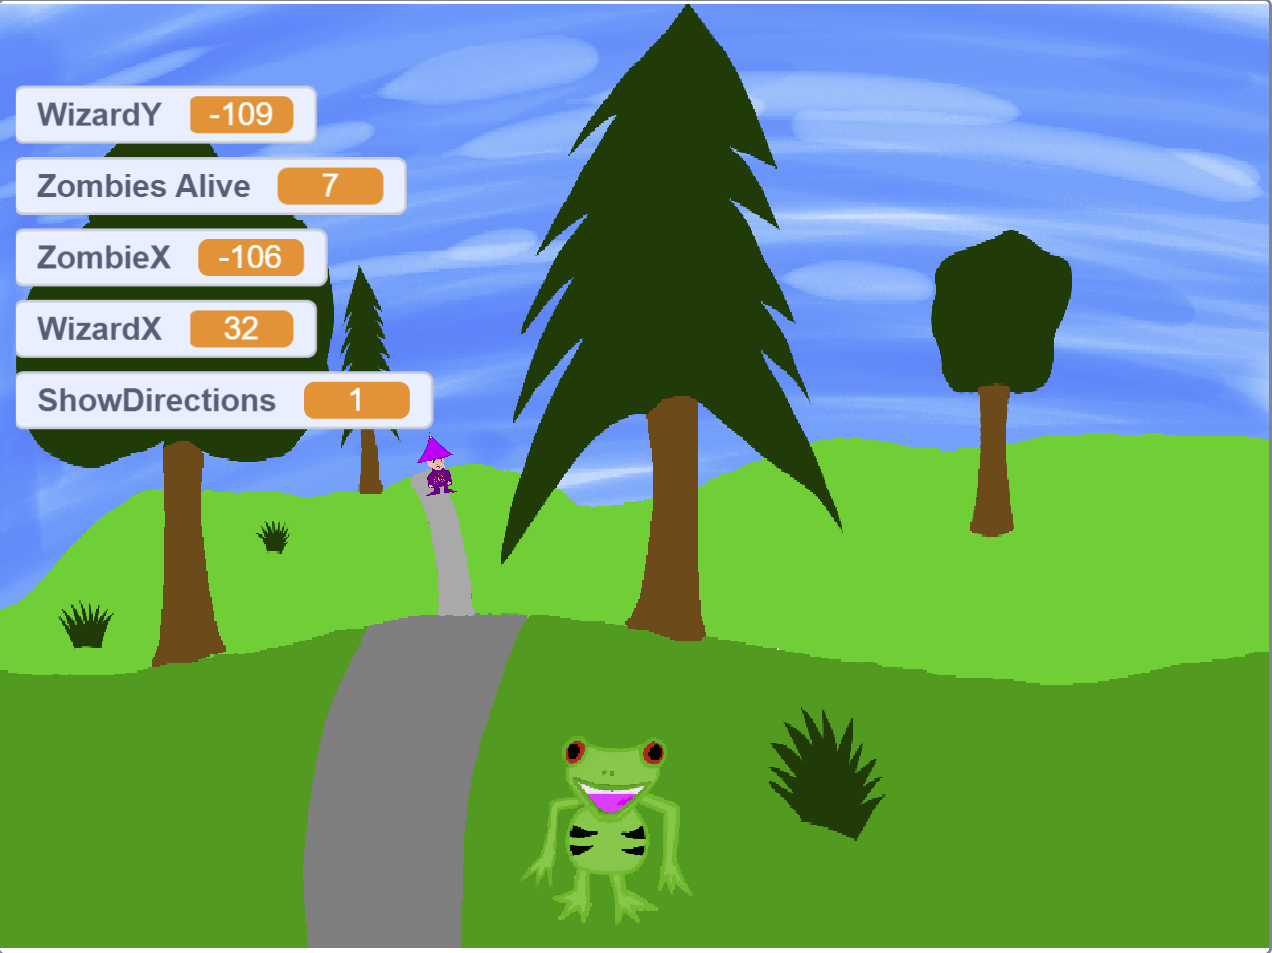 WizardY -109
Zombies Alive 7
ZombieX -106
WizardX 32
ShowDirections 1